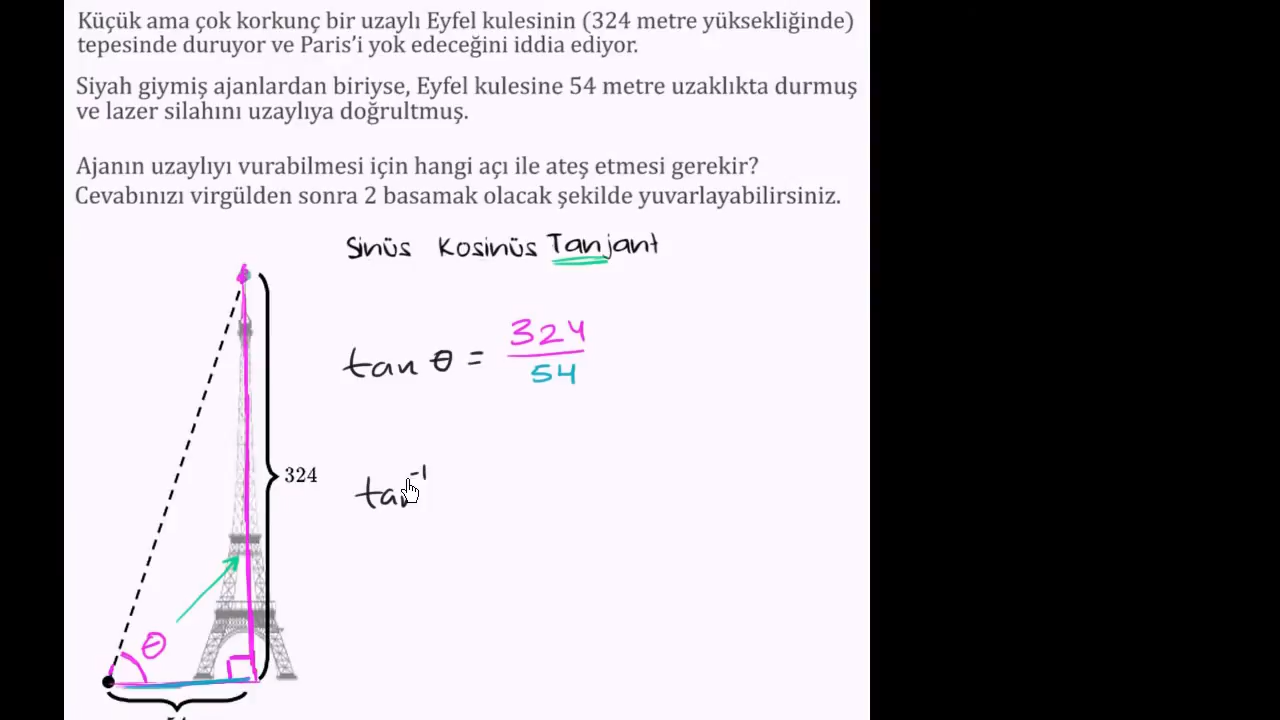 Küçük ama çok korkunç bir uzaylı Eyfel kulesinin (324 metre yüksekliğinde)
tepesinde duruyor ve Paris’i yok edeceğini iddia ediyor.
Siyah giymiş ajanlardan biriyse, Eyfel kulesine 54 metre uzaklıkta durmuş
ve lazer silahını uzaylıya doğrultmuş.
Ajanın uzaylıyı vurabilmesi için hangi açı ile ateş etmesi gerekir?
Cevabınızı virgülden sonra 2 basamak olacak şekilde yuvarlayabilirsiniz.
Sinüs Kosinüs Tanjant
tan θ = 324/54
324
tan⁻¹
θ